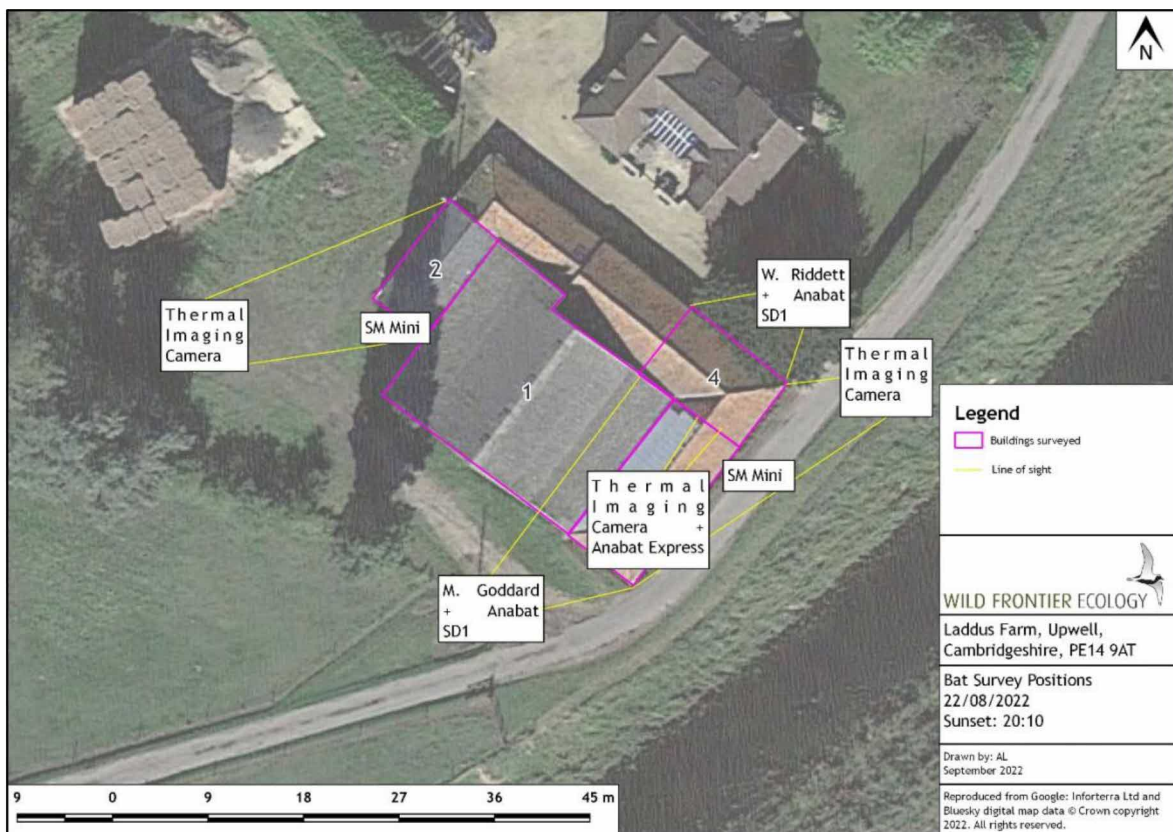 N
2
W. Riddett
+ Anabat
SD1
Thermal
Imaging
Camera
SM Mini
Thermal
Imaging
Camera
1
4
Legend
Buildings surveyed
Line of sight
SM Mini
Thermal
Imaging
Camera +
Anabat Express
M. Goddard
+ Anabat
SD1
WILD FRONTIER ECOLOGY
Laddus Farm, Upwell,
Cambridgeshire, PE14 9AT
Bat Survey Positions
22/08/2022
Sunset: 20:10
Drawn by: AL
September 2022
Reproduced from Google: Inforterra Ltd and
Bluesky digital map data © Crown copyright
2022. All rights reserved.
9 0 9 18 27 36 45 m